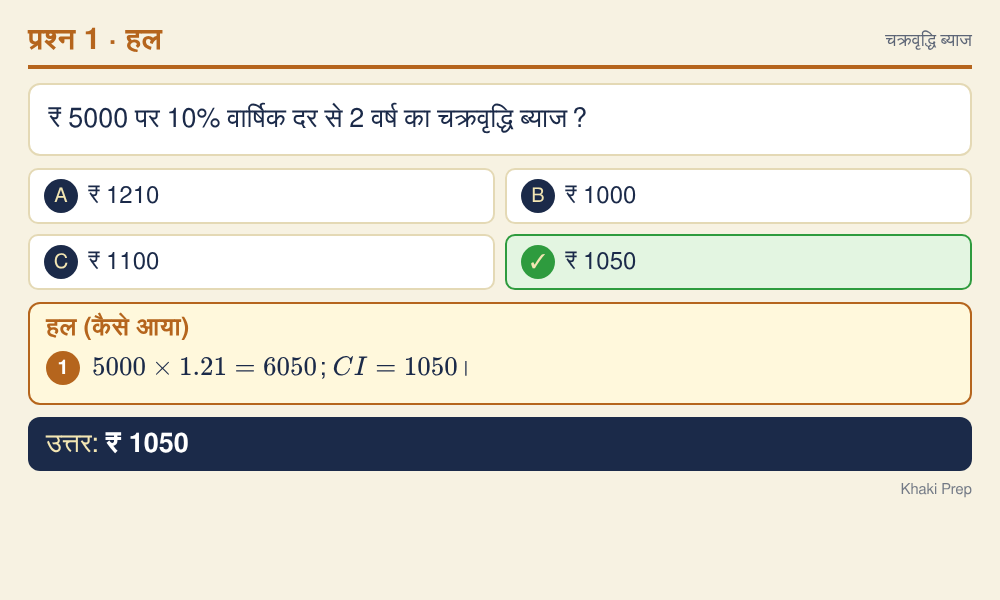 प्रश्न 1 · हल
चक्रवृद्धि ब्याज
₹ 5000 पर 10% वार्षिक दर से 2 वर्ष का चक्रवृद्धि ब्याज ?
A ₹ 1210
B ₹ 1000
C ₹ 1100
✓ ₹ 1050
हल (कैसे आया)
1 5000 × 1.21 = 6050; CI = 1050।
उत्तर: ₹ 1050
Khaki Prep